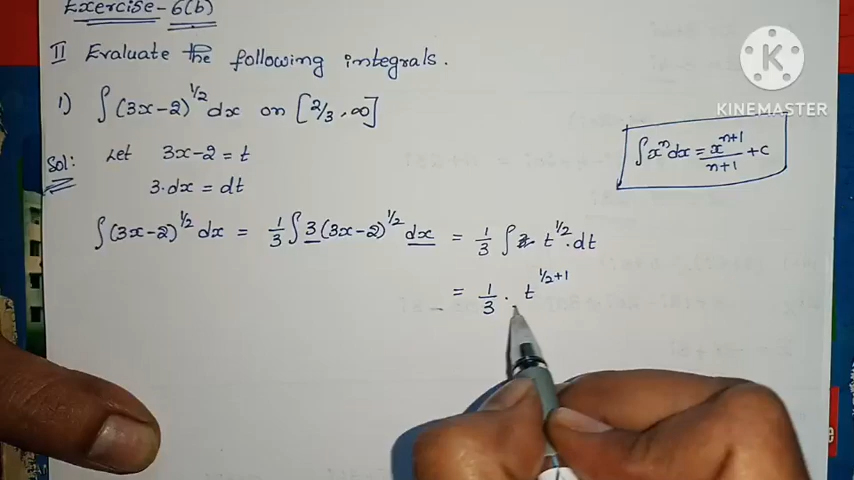 Exercise-6(b)
II Evaluate the following integrals.
1) ∫(3x-2)^1/2 dx on [2/3, ∞]
KINEMASTER
∫x^n dx = x^(n+1)/(n+1) + c
Sol: Let 3x-2 = t
3.dx = dt
∫(3x-2)^1/2 dx = 1/3 ∫3(3x-2)^1/2 dx = 1/3 ∫ t^1/2 . dt
= 1/3 . t^(1/2+1)